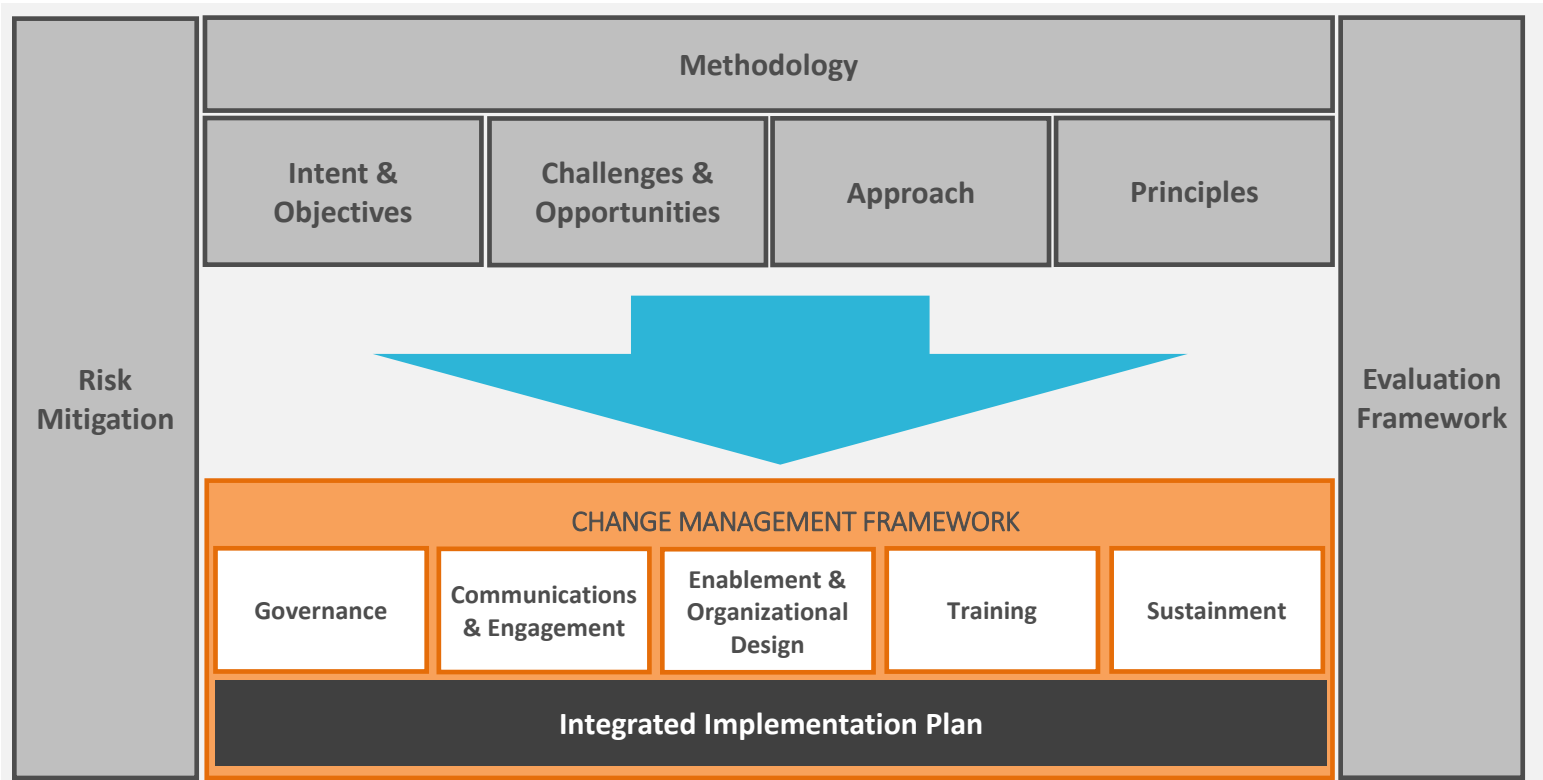 Methodology
Intent &
Objectives
Challenges &
Opportunities
Approach
Principles
Risk
Mitigation
Evaluation
Framework
CHANGE MANAGEMENT FRAMEWORK
Governance
Communications
& Engagement
Enablement &
Organizational
Design
Training
Sustainment
Integrated Implementation Plan